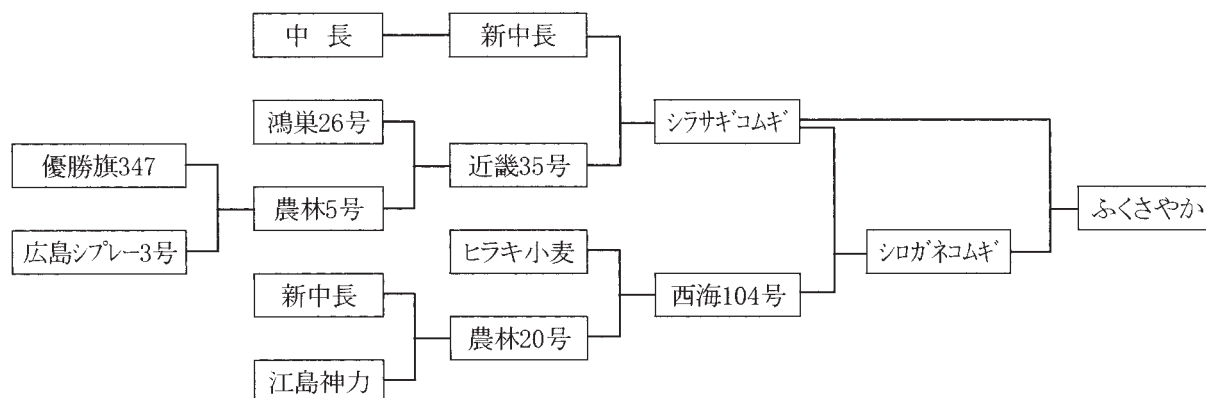 中 長
新中長
鴻巣26号
シラサギコムギ
優勝旗347
近畿35号
農林5号
ふくさやか
広島シプレー3号
ヒラキ小麦
シロガネコムギ
新中長
西海104号
農林20号
江島神力